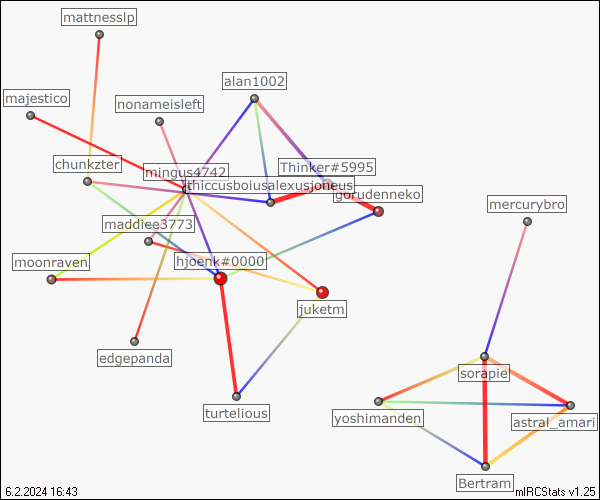 mattnesslp
alan1002
majestico
nonameisleft
chunkzter
mingus4742
Thinker#5995
thiccusboiusalexusjoneus
gorudenneko
mercurybro
maddiee3773
moonraven
hjoenk#0000
juketm
edgepanda
sorapie
turtelious
yoshimanden
astral_amari
Bertram
6.2.2024 16:43
mIRCStats v1.25